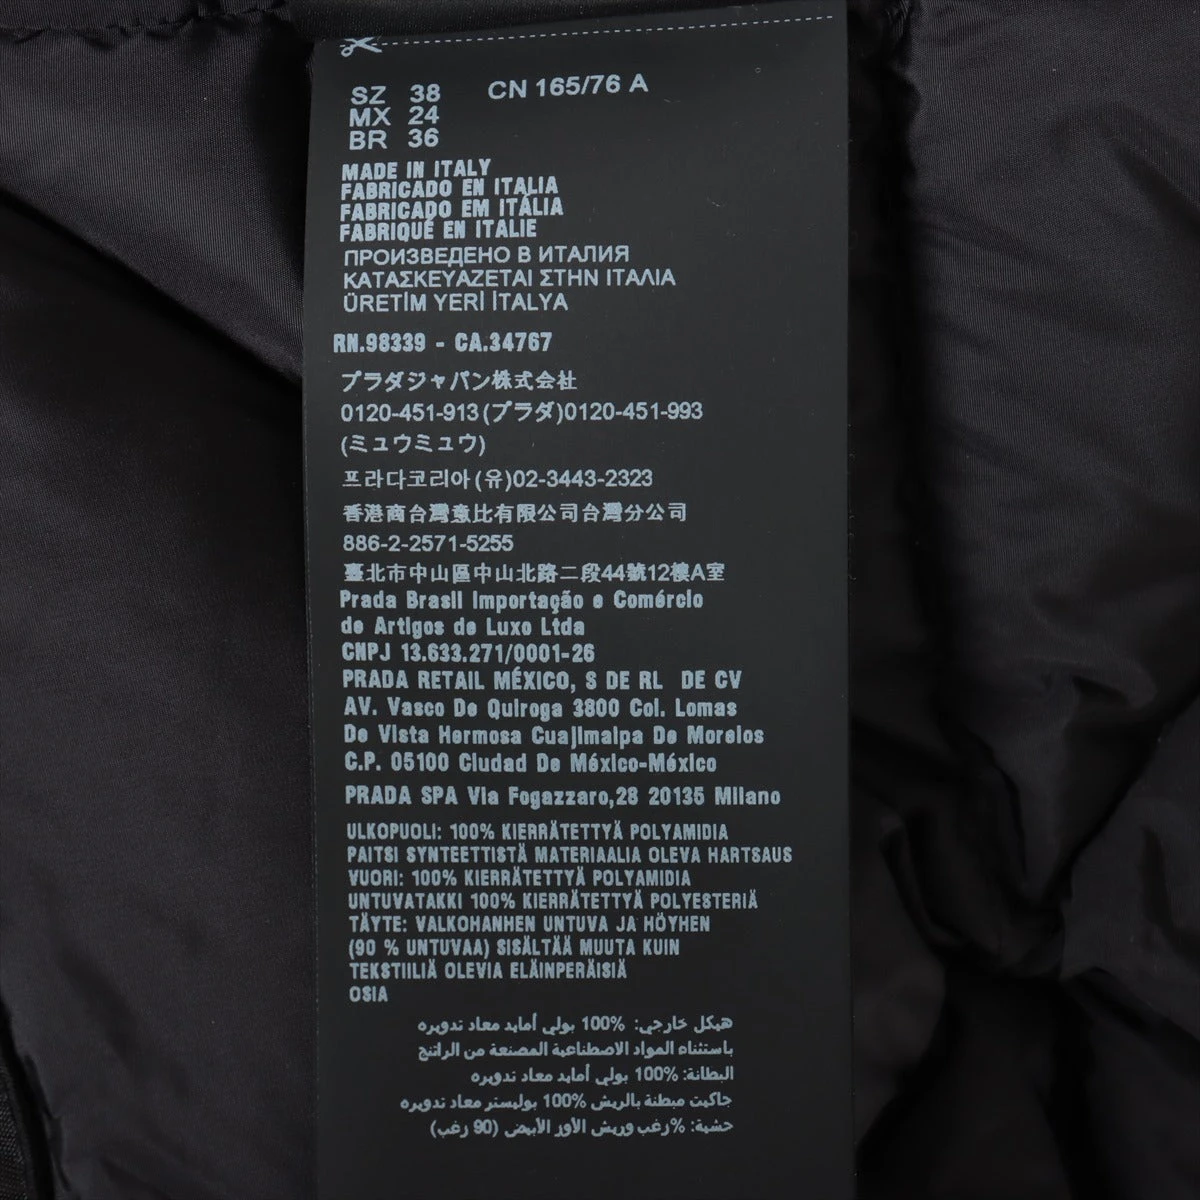 SZ 38 CN 165/76 A
MX 24
BR 36
MADE IN ITALY
FABRICADO EN ITALIA
FABRICADO EM ITÁLIA
FABRIQUÉ EN ITALIE
ПРОИЗВЕДЕНО В ИТАЛИЯ
ΚΑΤΑΣΚΕΥΑΖΕΤΑΙ ΣΤΗΝ ΙΤΑΛΙΑ
ÜRETİM YERİ İTALYA
RN.98339 - CA.34767
プラダジャパン株式会社
0120-451-913(プラダ)0120-451-993
(ミュウミュウ)
프라다코리아(유)02-3443-2323
香港商台灣意比有限公司台灣分公司
886-2-2571-5255
臺北市中山區中山北路二段44號12樓A室
Prada Brasil Importação e Comércio
de Artigos de Luxo Ltda
CNPJ 13.633.271/0001-26
PRADA RETAIL MÉXICO, S DE RL DE CV
AV. Vasco De Quiroga 3800 Col. Lomas
De Vista Hermosa Cuajimalpa De Morelos
C.P. 05100 Ciudad De México-México
PRADA SPA Via Fogazzaro,28 20135 Milano
ULKOPUOLI: 100% KIERRÄTETTYÄ POLYAMIDIA
PAITSI SYNTEETTISTÄ MATERIAALIA OLEVA HARTSAUS
VUORI: 100% KIERRÄTETTYÄ POLYAMIDIA
UNTUVATAKKI 100% KIERRÄTETTYÄ POLYESTERIÄ
TÄYTE: VALKOHANHEN UNTUVA JA HÖYHEN
(90 % UNTUVAA) SISÄLTÄÄ MUUTA KUIN
TEKSTIILIÄ OLEVIA ELÄINPERÄISIÄ
OSIA
هيكل خارجي: 100% بولي أمايد معاد تدويره
باستثناء المواد الاصطناعية المصنعة من الراتنج
البطانة: 100% بولي أمايد معاد تدويره
جاكيت مبطنة بالريش 100% بوليستر معاد تدويره
حشية: %زغب وريش الأوز الأبيض (90 زغب)